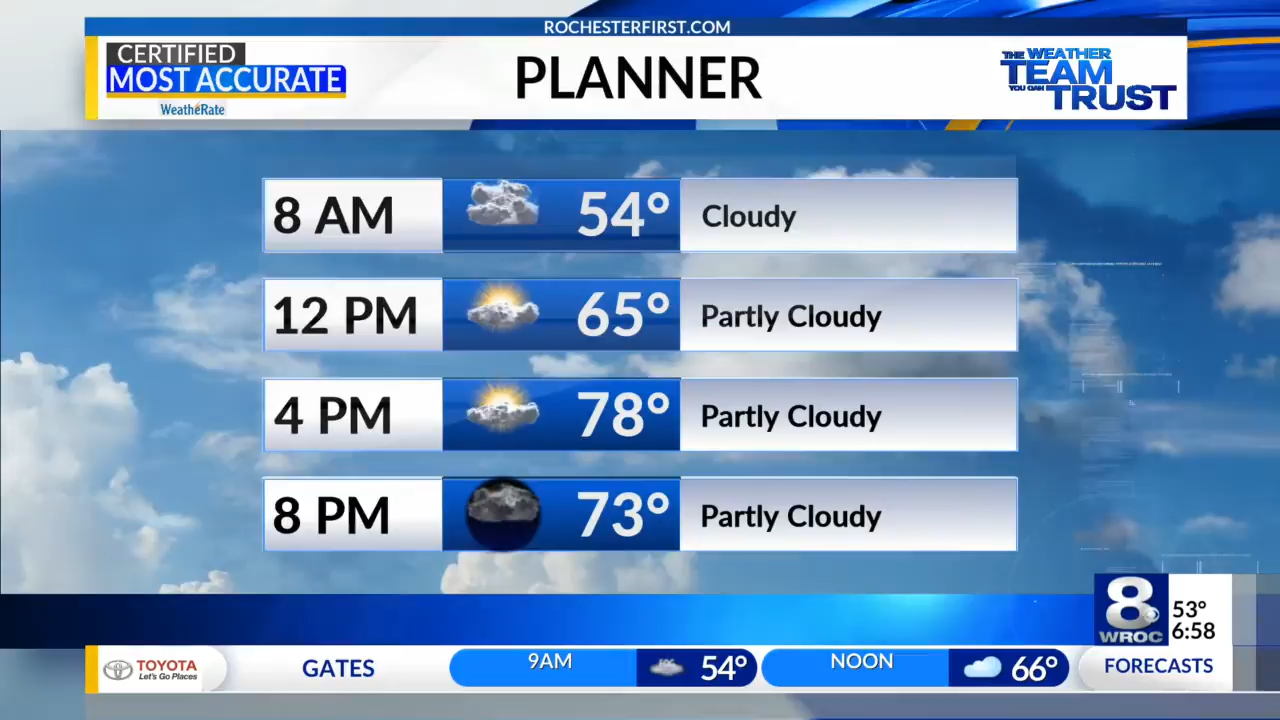 ROCHESTERFIRST.COM
CERTIFIED
MOST ACCURATE
WeatheRate
PLANNER
THE WEATHER
TEAM
YOU CAN TRUST
8 AM 54° Cloudy
12 PM 65° Partly Cloudy
4 PM 78° Partly Cloudy
8 PM 73° Partly Cloudy
8
WROC
53°
6:58
TOYOTA
Let's Go Places
GATES 9AM 54° NOON 66° FORECASTS